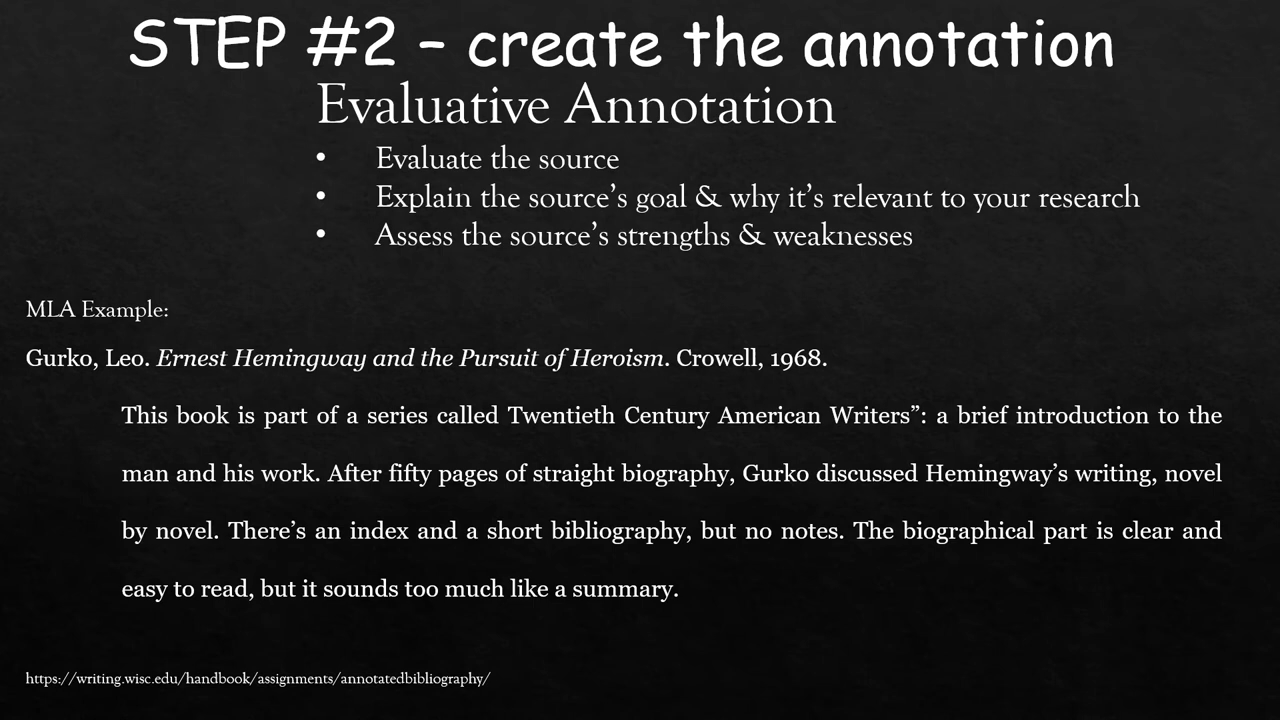 STEP #2 – create the annotation
Evaluative Annotation
• Evaluate the source
• Explain the source’s goal & why it’s relevant to your research
• Assess the source’s strengths & weaknesses
MLA Example:
Gurko, Leo. Ernest Hemingway and the Pursuit of Heroism. Crowell, 1968.
This book is part of a series called Twentieth Century American Writers”: a brief introduction to the
man and his work. After fifty pages of straight biography, Gurko discussed Hemingway’s writing, novel
by novel. There’s an index and a short bibliography, but no notes. The biographical part is clear and
easy to read, but it sounds too much like a summary.
https://writing.wisc.edu/handbook/assignments/annotatedbibliography/